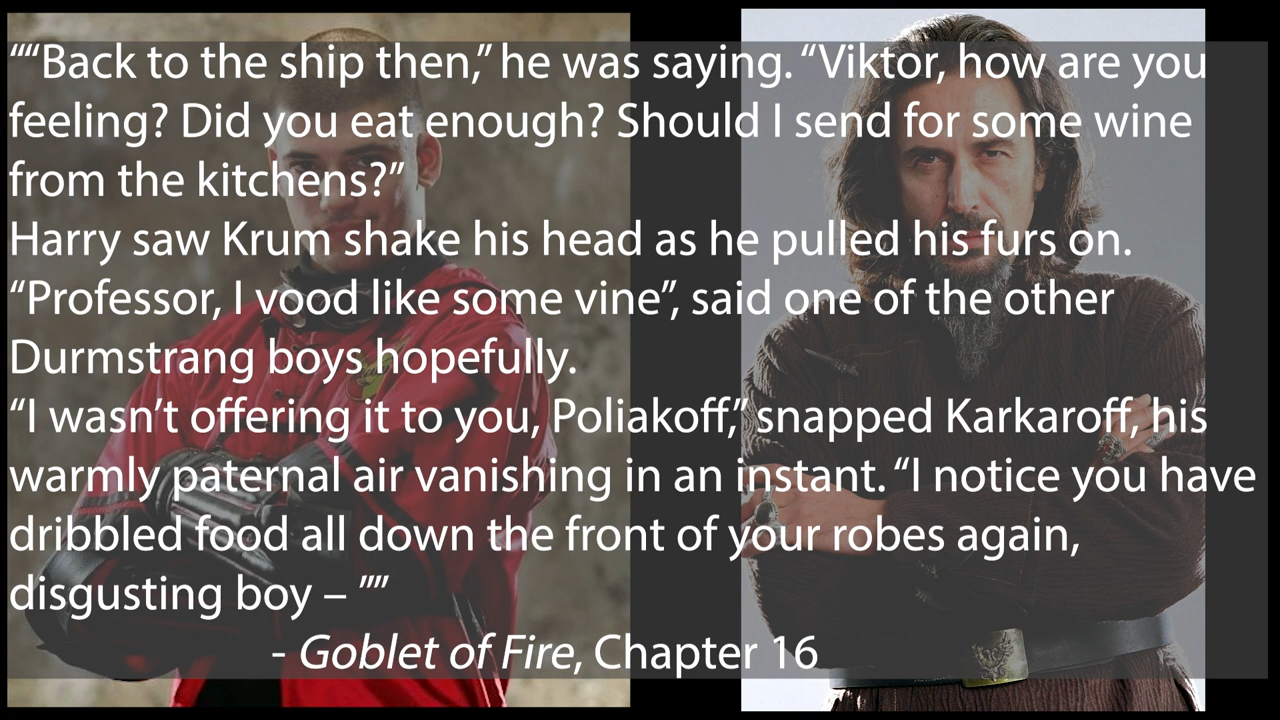 ““Back to the ship then,” he was saying. “Viktor, how are you
feeling? Did you eat enough? Should I send for some wine
from the kitchens?”
Harry saw Krum shake his head as he pulled his furs on.
“Professor, I vood like some vine”, said one of the other
Durmstrang boys hopefully.
“I wasn’t offering it to you, Poliakoff,” snapped Karkaroff, his
warmly paternal air vanishing in an instant. “I notice you have
dribbled food all down the front of your robes again,
disgusting boy – ””
- Goblet of Fire, Chapter 16